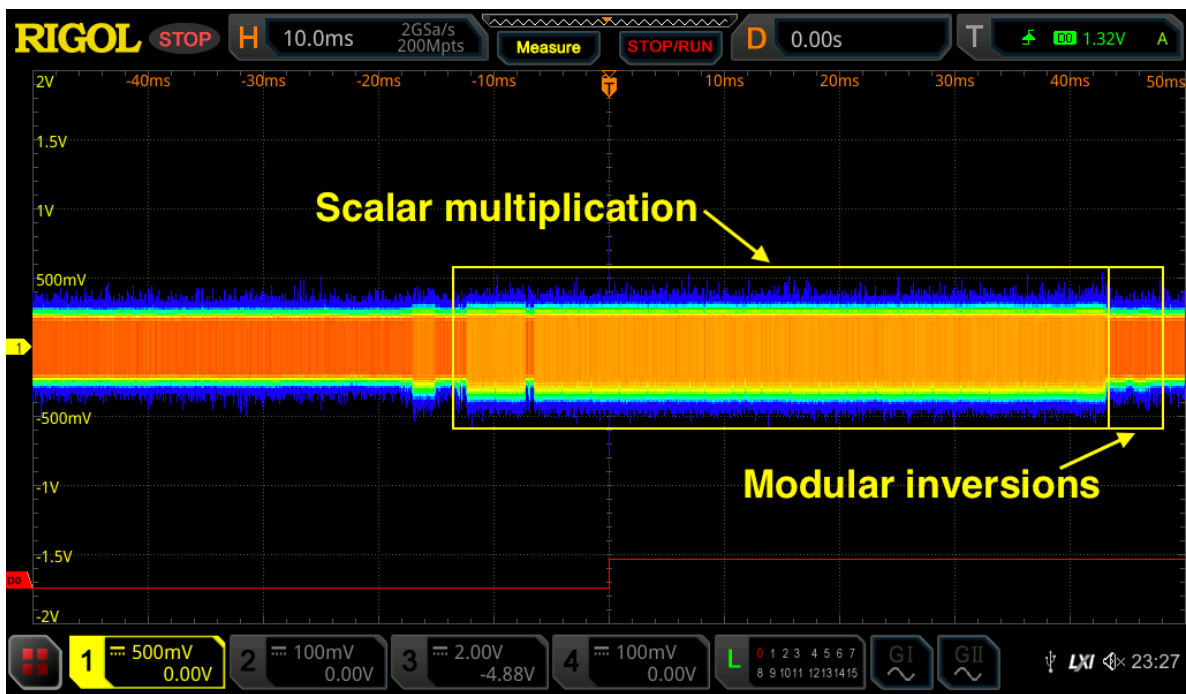 RIGOL STOP H 10.0ms 2GSa/s 200Mpts Measure STOP/RUN D 0.00s T D0 1.32V A
2V -40ms -30ms -20ms -10ms T 10ms 20ms 30ms 40ms 50ms
1.5V
Scalar multiplication
1V
500mV
1
-500mV
Modular inversions
-1V
-1.5V
D0
-2V
1 500mV 0.00V 2 100mV 0.00V 3 2.00V -4.88V 4 100mV 0.00V L 0 1 2 3 4 5 6 7 8 9 10 11 12 13 14 15 GI GII LXI 23:27